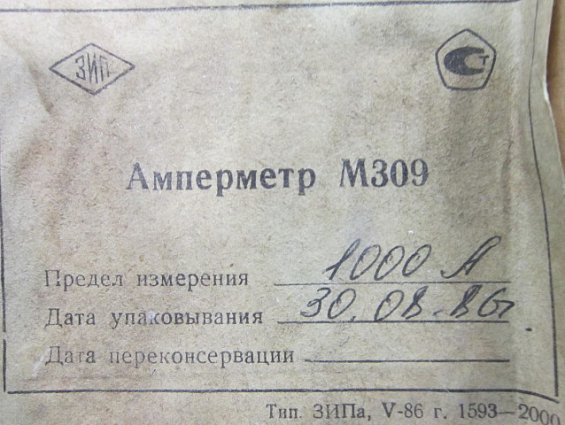 ЗИП
Амперметр М309
Предел измерения 1000 А
Дата упаковывания 30.08.86г
Дата переконсервации
Тип. ЗИПа, V-86 г. 1593—2000